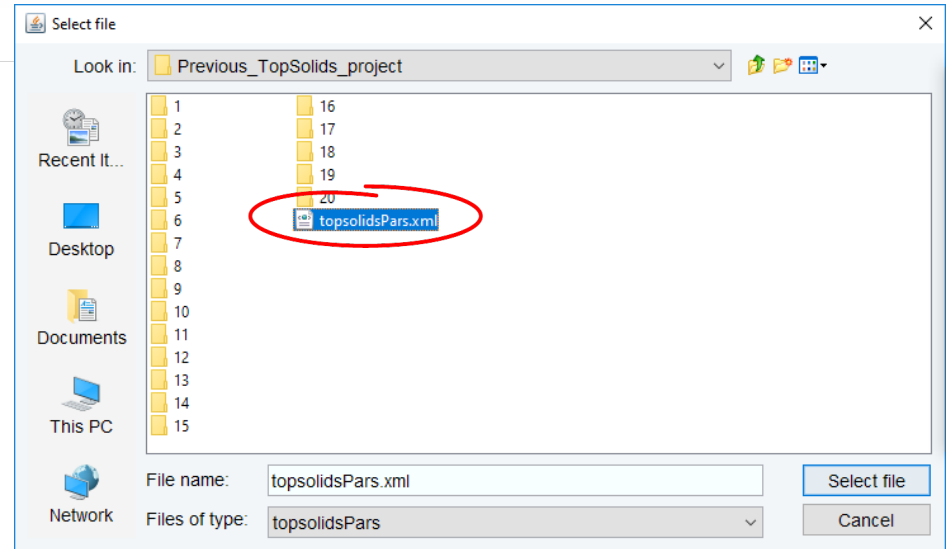 Select file
Look in: Previous_TopSolids_project
Recent It...
Desktop
Documents
This PC
Network
1
2
3
4
5
6
7
8
9
10
11
12
13
14
15
16
17
18
19
20
topsolidsPars.xml
File name: topsolidsPars.xml Select file
Files of type: topsolidsPars Cancel